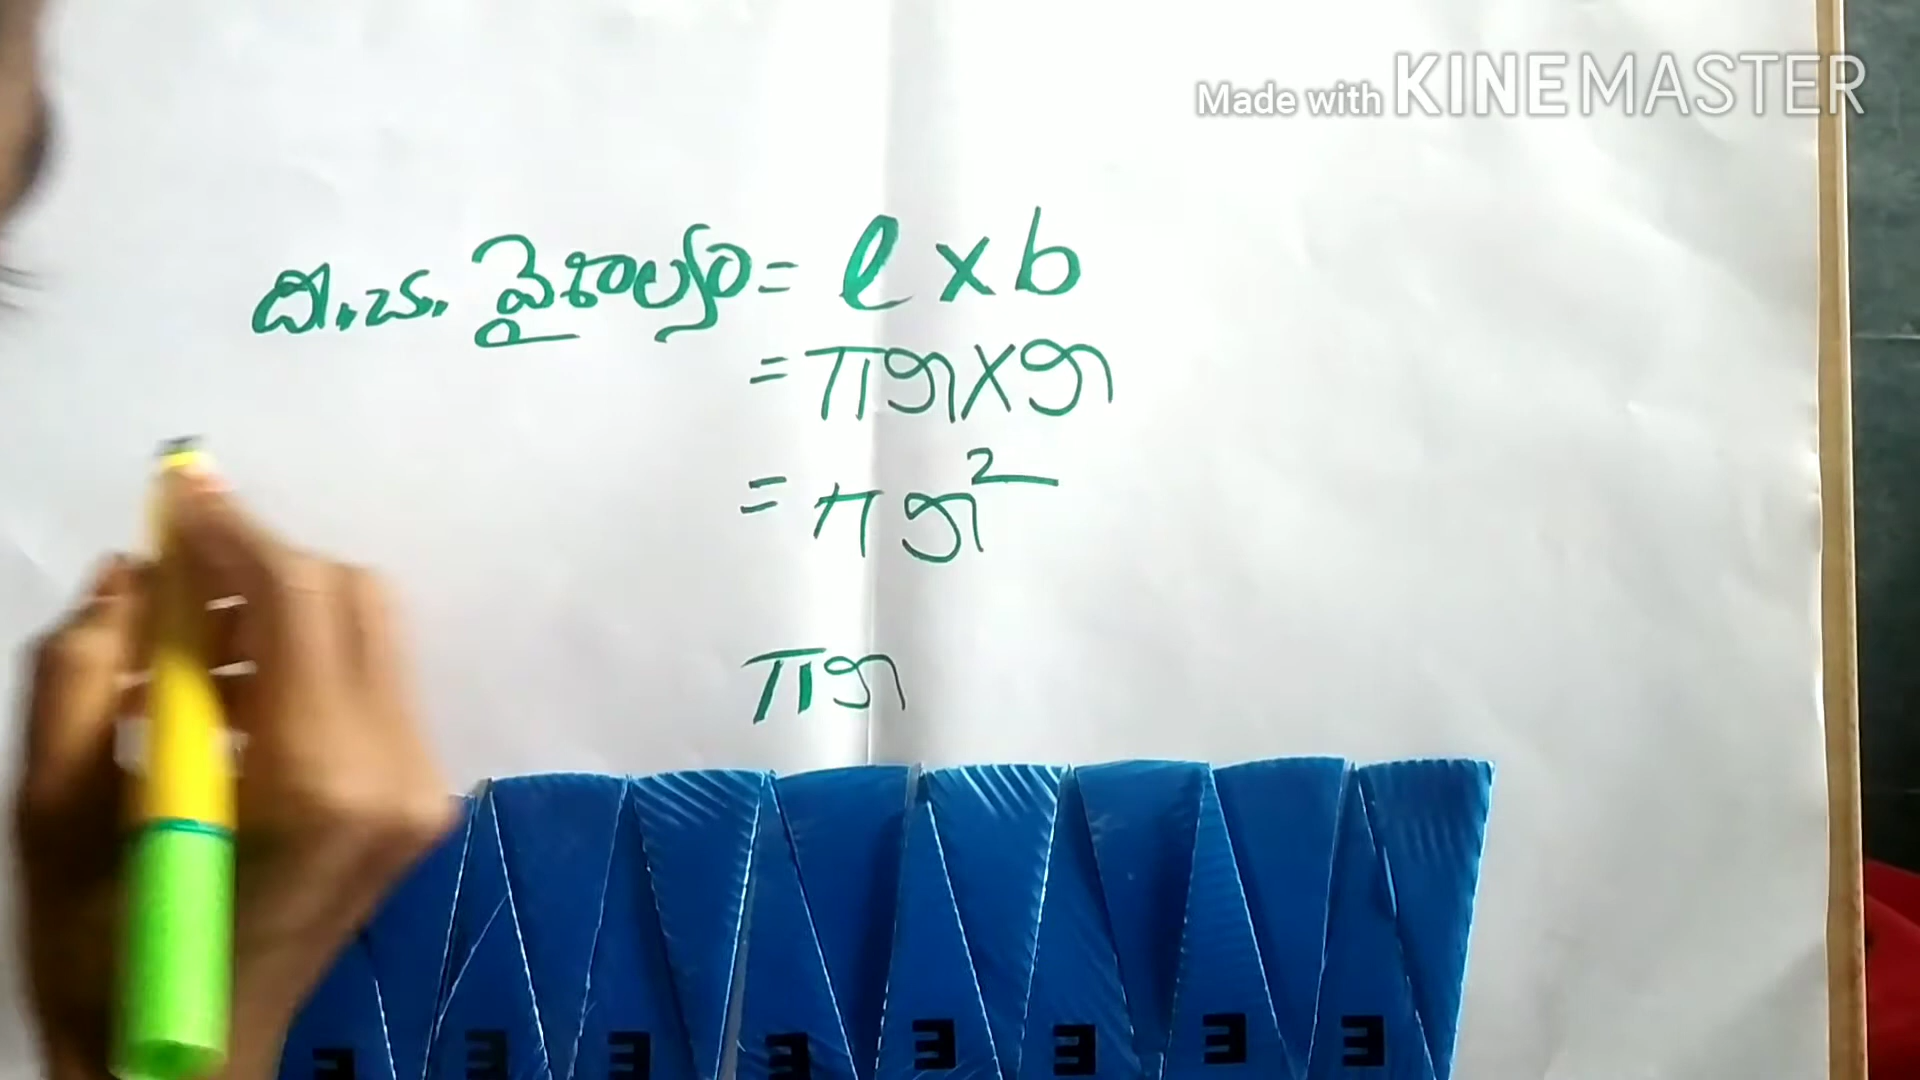 Made with KINEMASTER
దీ.చ. వైశాల్యం = l x b
= πr x r
= πr²
πr
E E E E E E E E